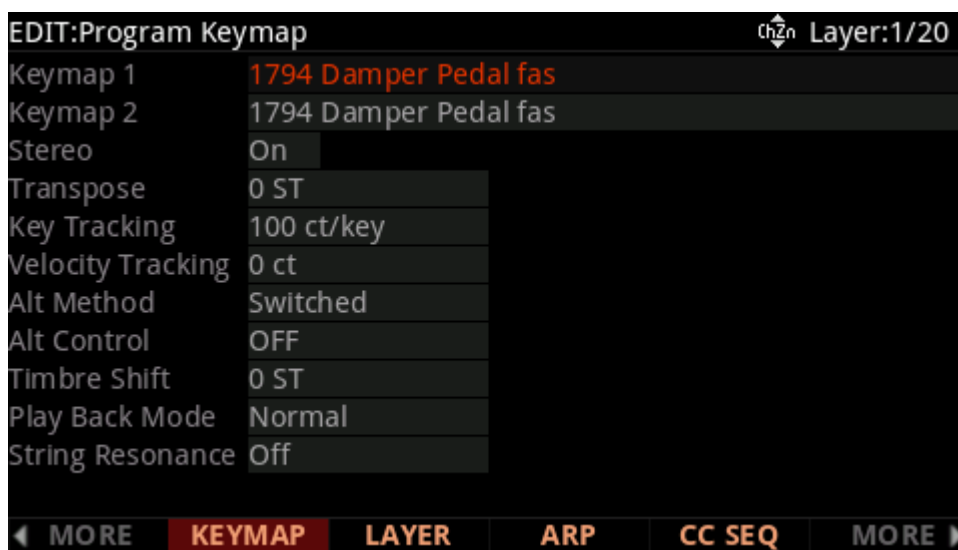 EDIT:Program Keymap Ch/Zn Layer:1/20
Keymap 1 1794 Damper Pedal fas
Keymap 2 1794 Damper Pedal fas
Stereo On
Transpose 0 ST
Key Tracking 100 ct/key
Velocity Tracking 0 ct
Alt Method Switched
Alt Control OFF
Timbre Shift 0 ST
Play Back Mode Normal
String Resonance Off
MORE KEYMAP LAYER ARP CC SEQ MORE